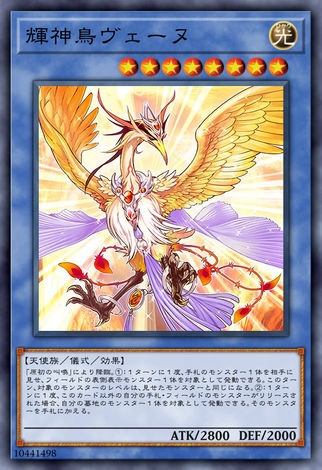 輝神鳥ヴェーヌ
光
【天使族／儀式／効果】
「原初の叫喚」により降臨。①：1ターンに1度、手札のモンスター1体を相手に
見せ、フィールドの表側表示モンスター1体を対象として発動できる。このター
ン、対象のモンスターのレベルは、見せたモンスターと同じになる。②：1ター
ンに1度、このカード以外の自分の手札・フィールドのモンスターがリリースさ
れた場合、自分の墓地のモンスター1体を対象として発動できる。そのモンス
ターを手札に加える。
ATK/2800 DEF/2000
10441498